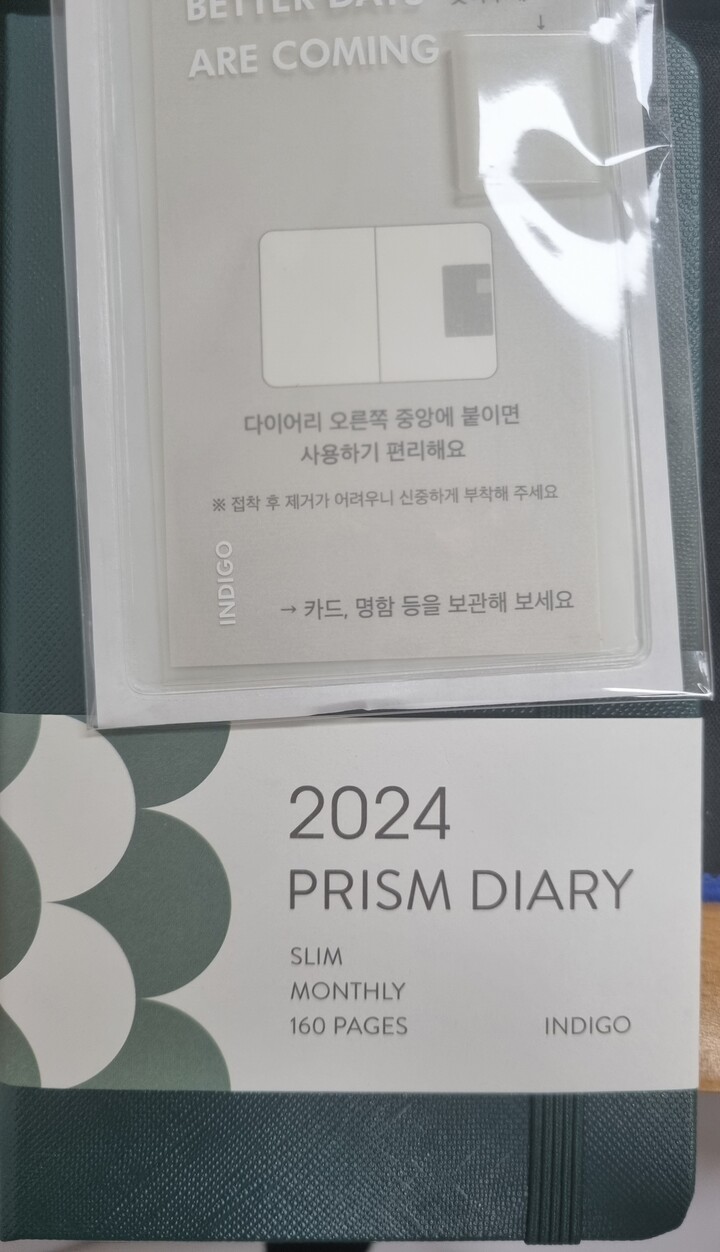 BETTER DAYS
↓
ARE COMING
다이어리 오른쪽 중앙에 붙이면
사용하기 편리해요
※ 접착 후 제거가 어려우니 신중하게 부착해 주세요
INDIGO
→ 카드, 명함 등을 보관해 보세요
2024
PRISM DIARY
SLIM
MONTHLY
160 PAGES
INDIGO